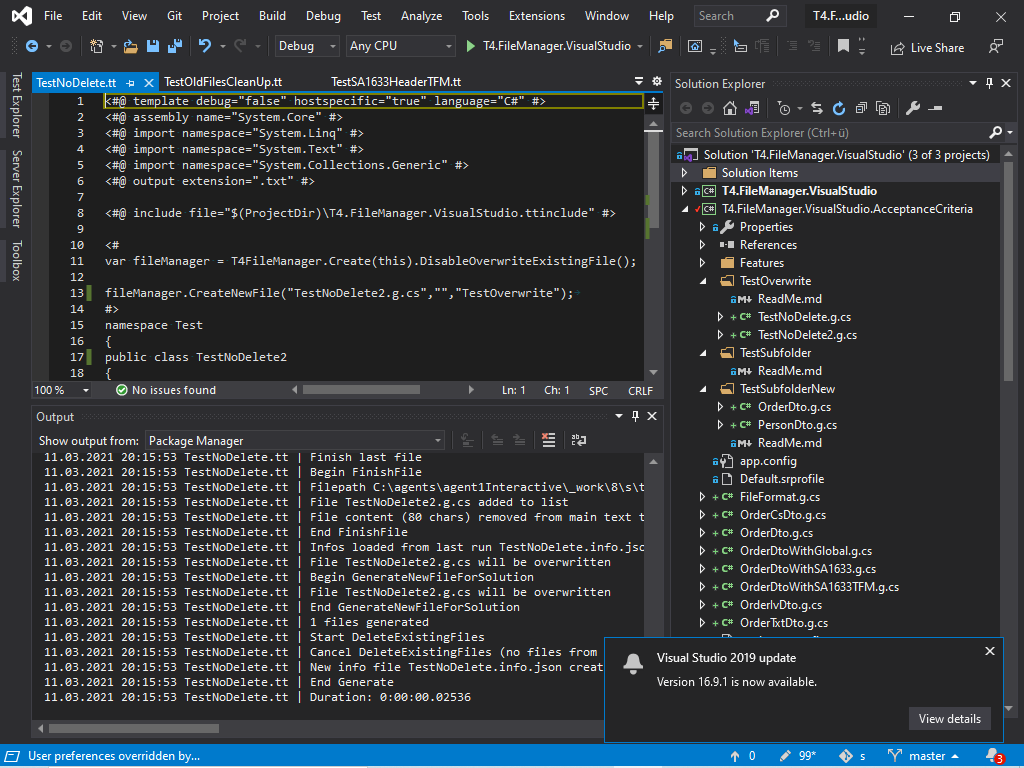 File Edit View Git Project Build Debug Test Analyze Tools Extensions Window Help Search T4.F...udio
Debug Any CPU T4.FileManager.VisualStudio Live Share
Test Explorer
Server Explorer
Toolbox
TestNoDelete.tt TestOldFilesCleanUp.tt TestSA1633HeaderTFM.tt
1 <#@ template debug="false" hostspecific="true" language="C#" #>
2 <#@ assembly name="System.Core" #>
3 <#@ import namespace="System.Linq" #>
4 <#@ import namespace="System.Text" #>
5 <#@ import namespace="System.Collections.Generic" #>
6 <#@ output extension=".txt" #>
7
8 <#@ include file="$(ProjectDir)\T4.FileManager.VisualStudio.ttinclude" #>
9
10 <#
11 var fileManager = T4FileManager.Create(this).DisableOverwriteExistingFile();
12
13 fileManager.CreateNewFile("TestNoDelete2.g.cs","","TestOverwrite");
14 #>
15 namespace Test
16 {
17 public class TestNoDelete2
18 {
100 % No issues found Ln: 1 Ch: 1 SPC CRLF
Output
Show output from: Package Manager
11.03.2021 20:15:53 TestNoDelete.tt | Finish last file
11.03.2021 20:15:53 TestNoDelete.tt | Begin FinishFile
11.03.2021 20:15:53 TestNoDelete.tt | Filepath C:\agents\agent1Interactive\_work\8\s\t
11.03.2021 20:15:53 TestNoDelete.tt | File TestNoDelete2.g.cs added to list
11.03.2021 20:15:53 TestNoDelete.tt | File content (80 chars) removed from main text t
11.03.2021 20:15:53 TestNoDelete.tt | End FinishFile
11.03.2021 20:15:53 TestNoDelete.tt | Infos loaded from last run TestNoDelete.info.jso
11.03.2021 20:15:53 TestNoDelete.tt | File TestNoDelete2.g.cs will be overwritten
11.03.2021 20:15:53 TestNoDelete.tt | Begin GenerateNewFileForSolution
11.03.2021 20:15:53 TestNoDelete.tt | File TestNoDelete2.g.cs will be overwritten
11.03.2021 20:15:53 TestNoDelete.tt | End GenerateNewFileForSolution
11.03.2021 20:15:53 TestNoDelete.tt | 1 files generated
11.03.2021 20:15:53 TestNoDelete.tt | Start DeleteExistingFiles
11.03.2021 20:15:53 TestNoDelete.tt | Cancel DeleteExistingFiles (no files from
11.03.2021 20:15:53 TestNoDelete.tt | New info file TestNoDelete.info.json creat
11.03.2021 20:15:53 TestNoDelete.tt | End Generate
11.03.2021 20:15:53 TestNoDelete.tt | Duration: 0:00:00.02536
Solution Explorer
Search Solution Explorer (Ctrl+ü)
Solution 'T4.FileManager.VisualStudio' (3 of 3 projects)
Solution Items
C# T4.FileManager.VisualStudio
C# T4.FileManager.VisualStudio.AcceptanceCriteria
Properties
References
Features
TestOverwrite
M ReadMe.md
+ C# TestNoDelete.g.cs
+ C# TestNoDelete2.g.cs
TestSubfolder
M ReadMe.md
TestSubfolderNew
+ C# OrderDto.g.cs
+ C# PersonDto.g.cs
M ReadMe.md
app.config
Default.srprofile
+ C# FileFormat.g.cs
+ C# OrderCsDto.g.cs
+ C# OrderDto.g.cs
+ C# OrderDtoWithGlobal.g.cs
+ C# OrderDtoWithSA1633.g.cs
+ C# OrderDtoWithSA1633TFM.g.cs
+ C# OrderIvDto.g.cs
+ C# OrderTxtDto.g.cs
Visual Studio 2019 update
Version 16.9.1 is now available.
View details
User preferences overridden by... 0 99* s master 3